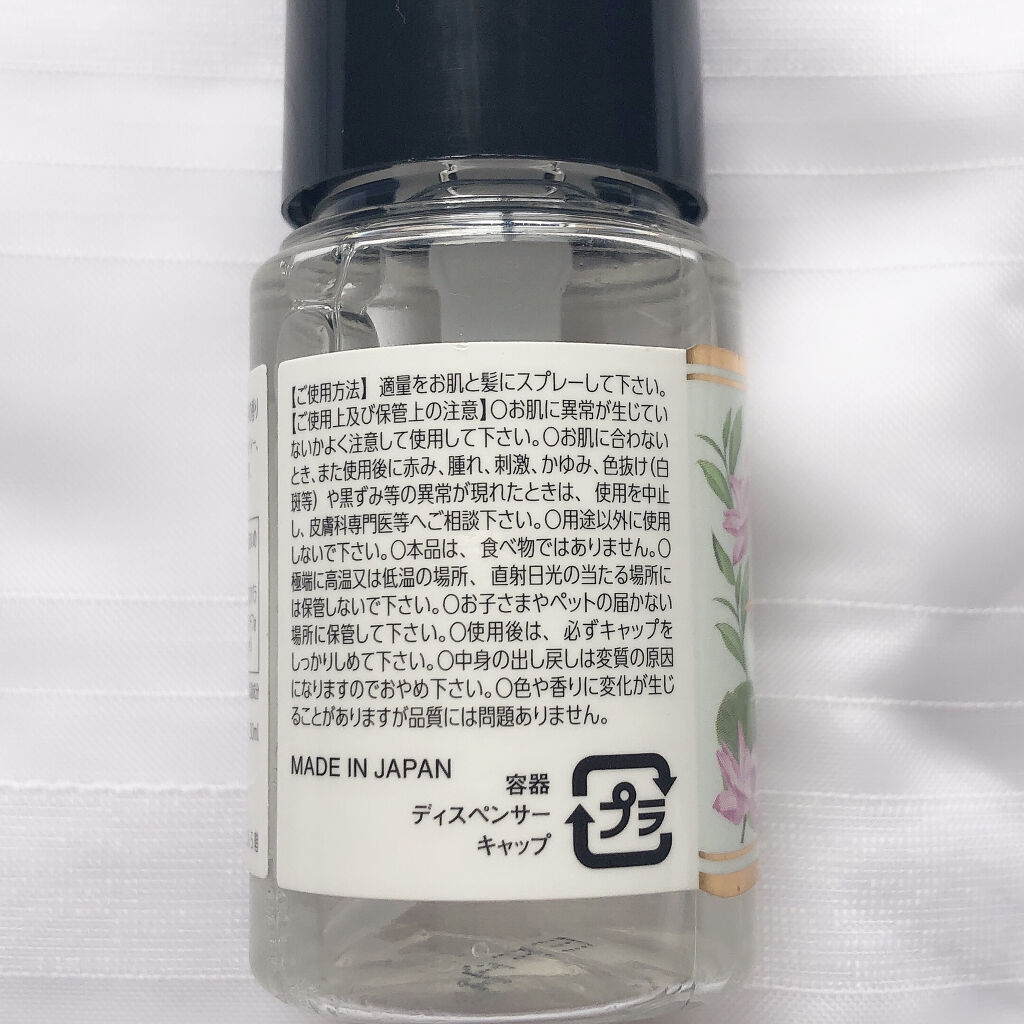 【ご使用方法】 適量をお肌と髪にスプレーして下さい。
【ご使用上及び保管上の注意】〇お肌に異常が生じてい
ないかよく注意して使用して下さい。〇お肌に合わない
とき、また使用後に赤み、腫れ、刺激、かゆみ、色抜け（白
斑等）や黒ずみ等の異常が現れたときは、使用を中止
し、皮膚科専門医等へご相談下さい。〇用途以外に使用
しないで下さい。〇本品は、食べ物ではありません。〇
極端に高温又は低温の場所、直射日光の当たる場所に
は保管しないで下さい。〇お子さまやペットの届かない
場所に保管して下さい。〇使用後は、必ずキャップを
しっかりしめて下さい。〇中身の出し戻しは変質の原因
になりますのでおやめ下さい。〇色や香りに変化が生じ
ることがありますが品質には問題ありません。
MADE IN JAPAN
容器
ディスペンサー
キャップ
プラ